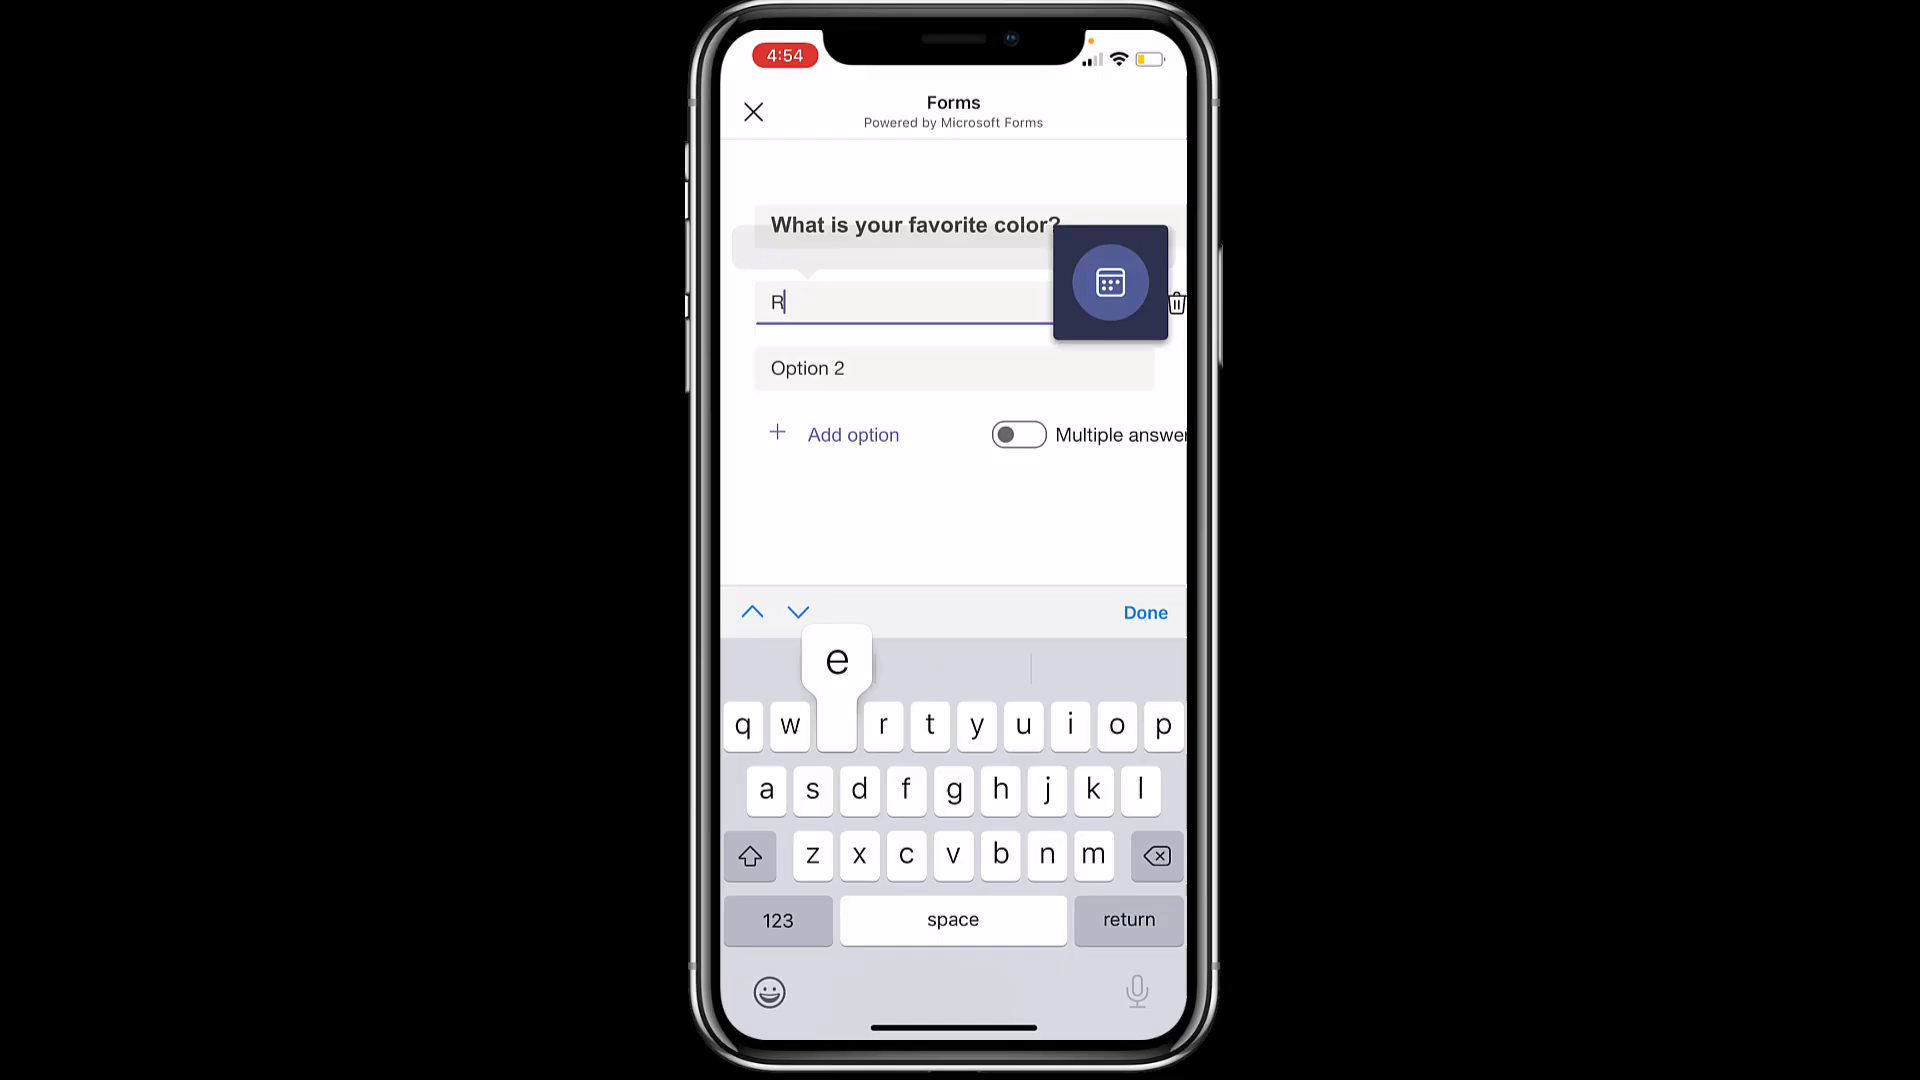 4:54
Forms
Powered by Microsoft Forms
What is your favorite color?
R
Option 2
+ Add option
Multiple answer
Done
e
q w r t y u i o p
a s d f g h j k l
z x c v b n m
123 space return